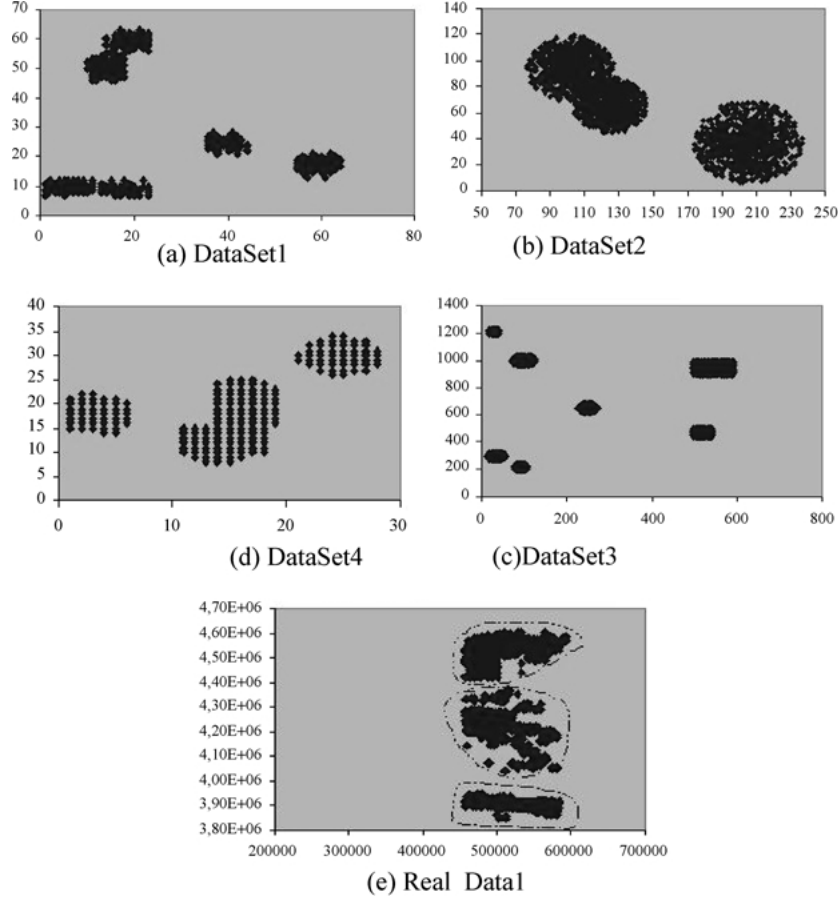 70
60
50
40
30
20
10
0
0 20 40 60 80
(a) DataSet1
140
120
100
80
60
40
20
0
50 70 90 110 130 150 170 190 210 230 250
(b) DataSet2
40
35
30
25
20
15
10
5
0
0 10 20 30
(d) DataSet4
1400
1200
1000
800
600
400
200
0
0 200 400 600 800
(c)DataSet3
4,70E+06
4,60E+06
4,50E+06
4,40E+06
4,30E+06
4,20E+06
4,10E+06
4,00E+06
3,90E+06
3,80E+06
200000 300000 400000 500000 600000 700000
(e) Real_Data1